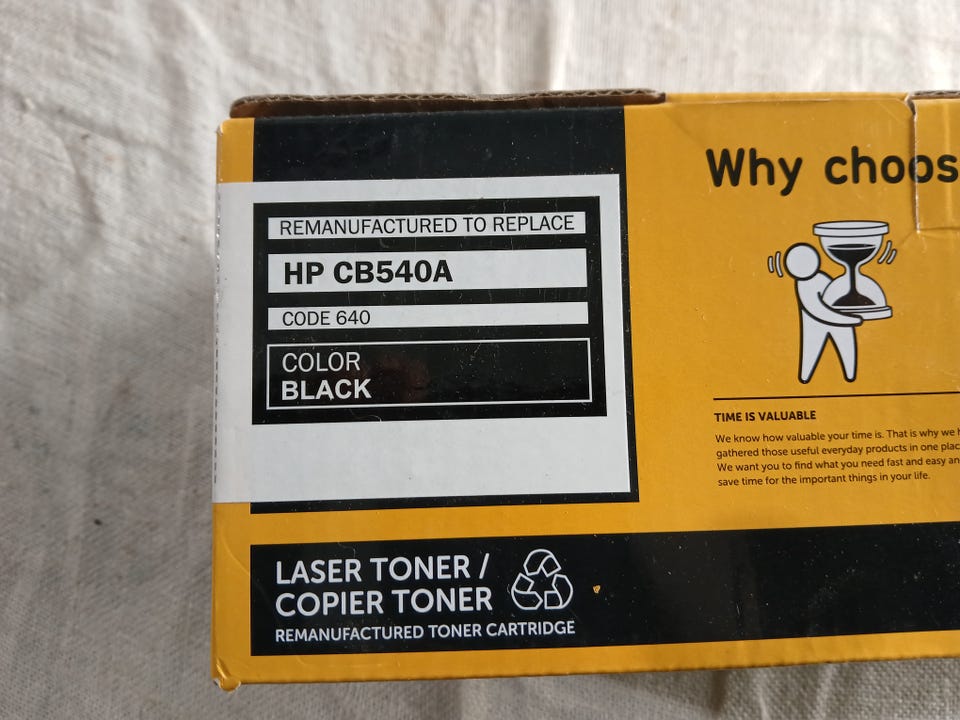 REMANUFACTURED TO REPLACE
HP CB540A
CODE 640
COLOR
BLACK
LASER TONER /
COPIER TONER
REMANUFACTURED TONER CARTRIDGE
Why choos
TIME IS VALUABLE
We know how valuable your time is. That is why we h
gathered those useful everyday products in one plac
We want you to find what you need fast and easy an
save time for the important things in your life.